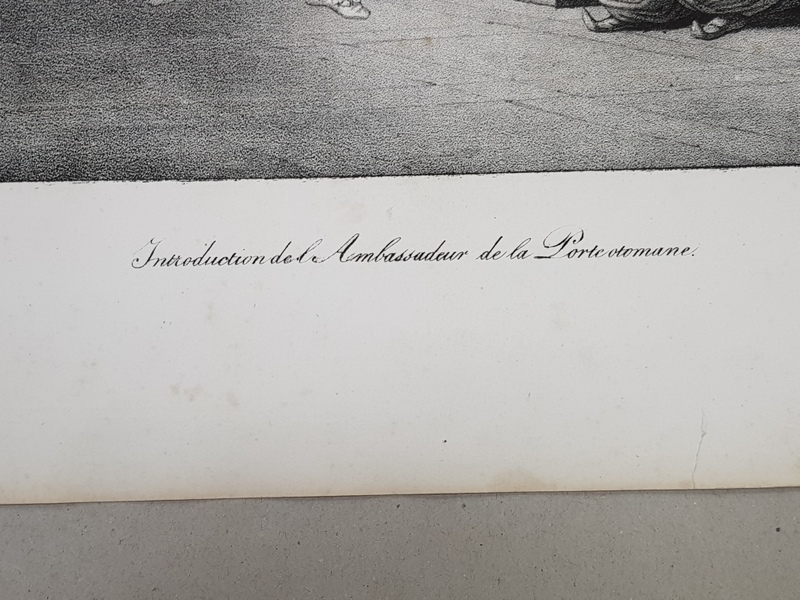 Introduction de l'Ambassadeur de la Porte otomane.